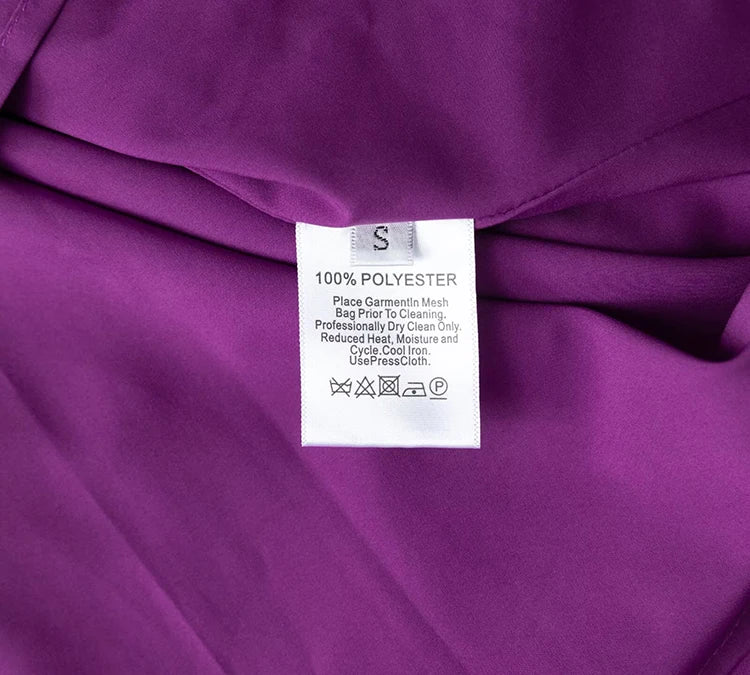 S
100% POLYESTER
Place GarmentIn Mesh
Bag Prior To Cleaning.
Professionally Dry Clean Only.
Reduced Heat, Moisture and
Cycle.Cool Iron.
UsePressCloth.
P